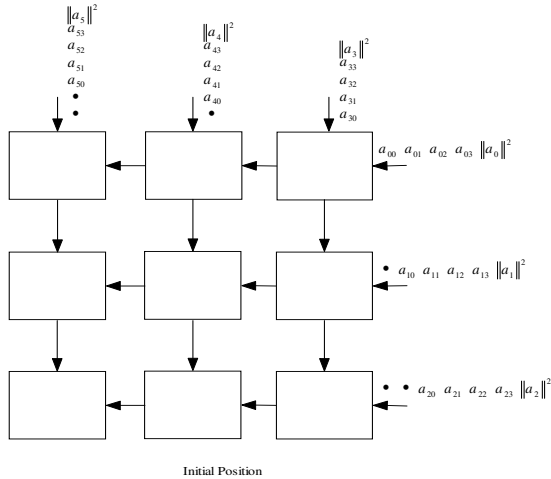 ‖a₅‖²
a₅₃
a₅₂
a₅₁
a₅₀
•
•
‖a₄‖²
a₄₃
a₄₂
a₄₁
a₄₀
•
‖a₃‖²
a₃₃
a₃₂
a₃₁
a₃₀
a₀₀ a₀₁ a₀₂ a₀₃ ‖a₀‖²
• a₁₀ a₁₁ a₁₂ a₁₃ ‖a₁‖²
• • a₂₀ a₂₁ a₂₂ a₂₃ ‖a₂‖²
Initial Position